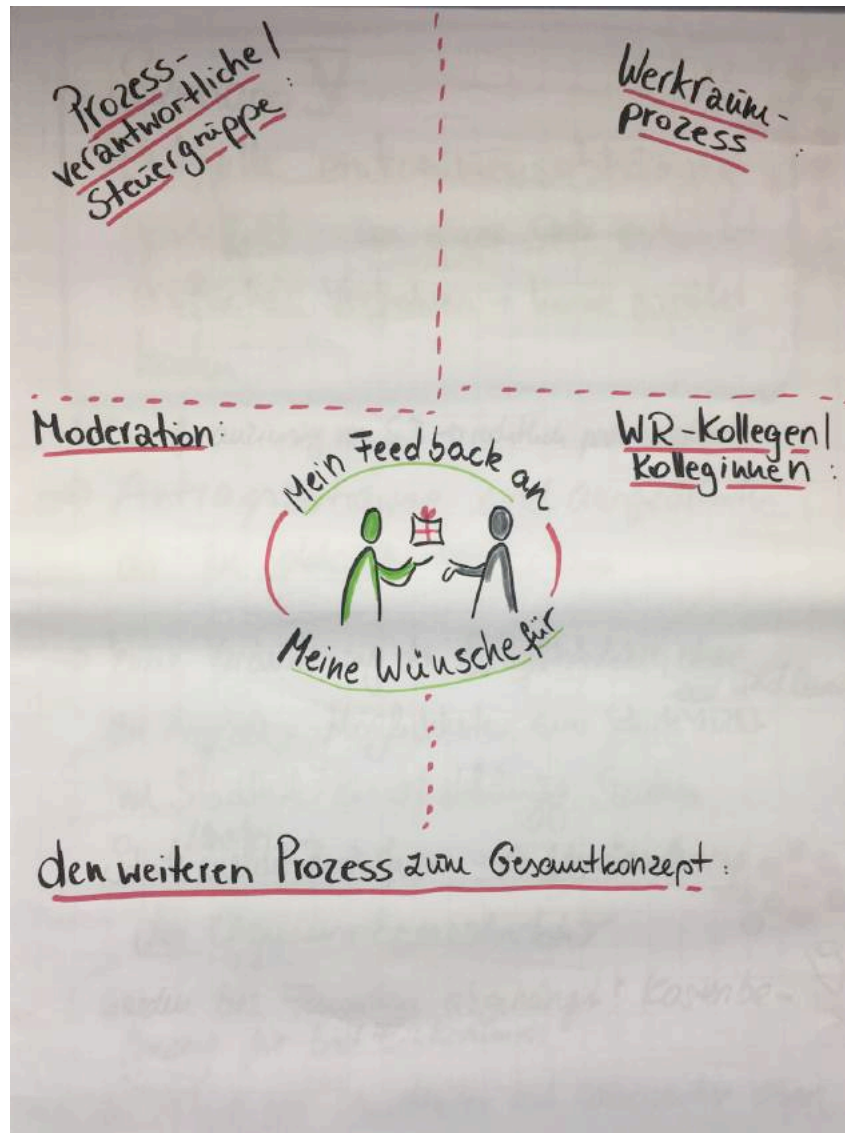 Prozess-
verantwortliche/
Steuergruppe:
Werkraum-
prozess:
Moderation:
WR-Kollegen/
Kolleginnen:
Mein Feedback an
Meine Wünsche für
den weiteren Prozess zum Gesamtkonzept: